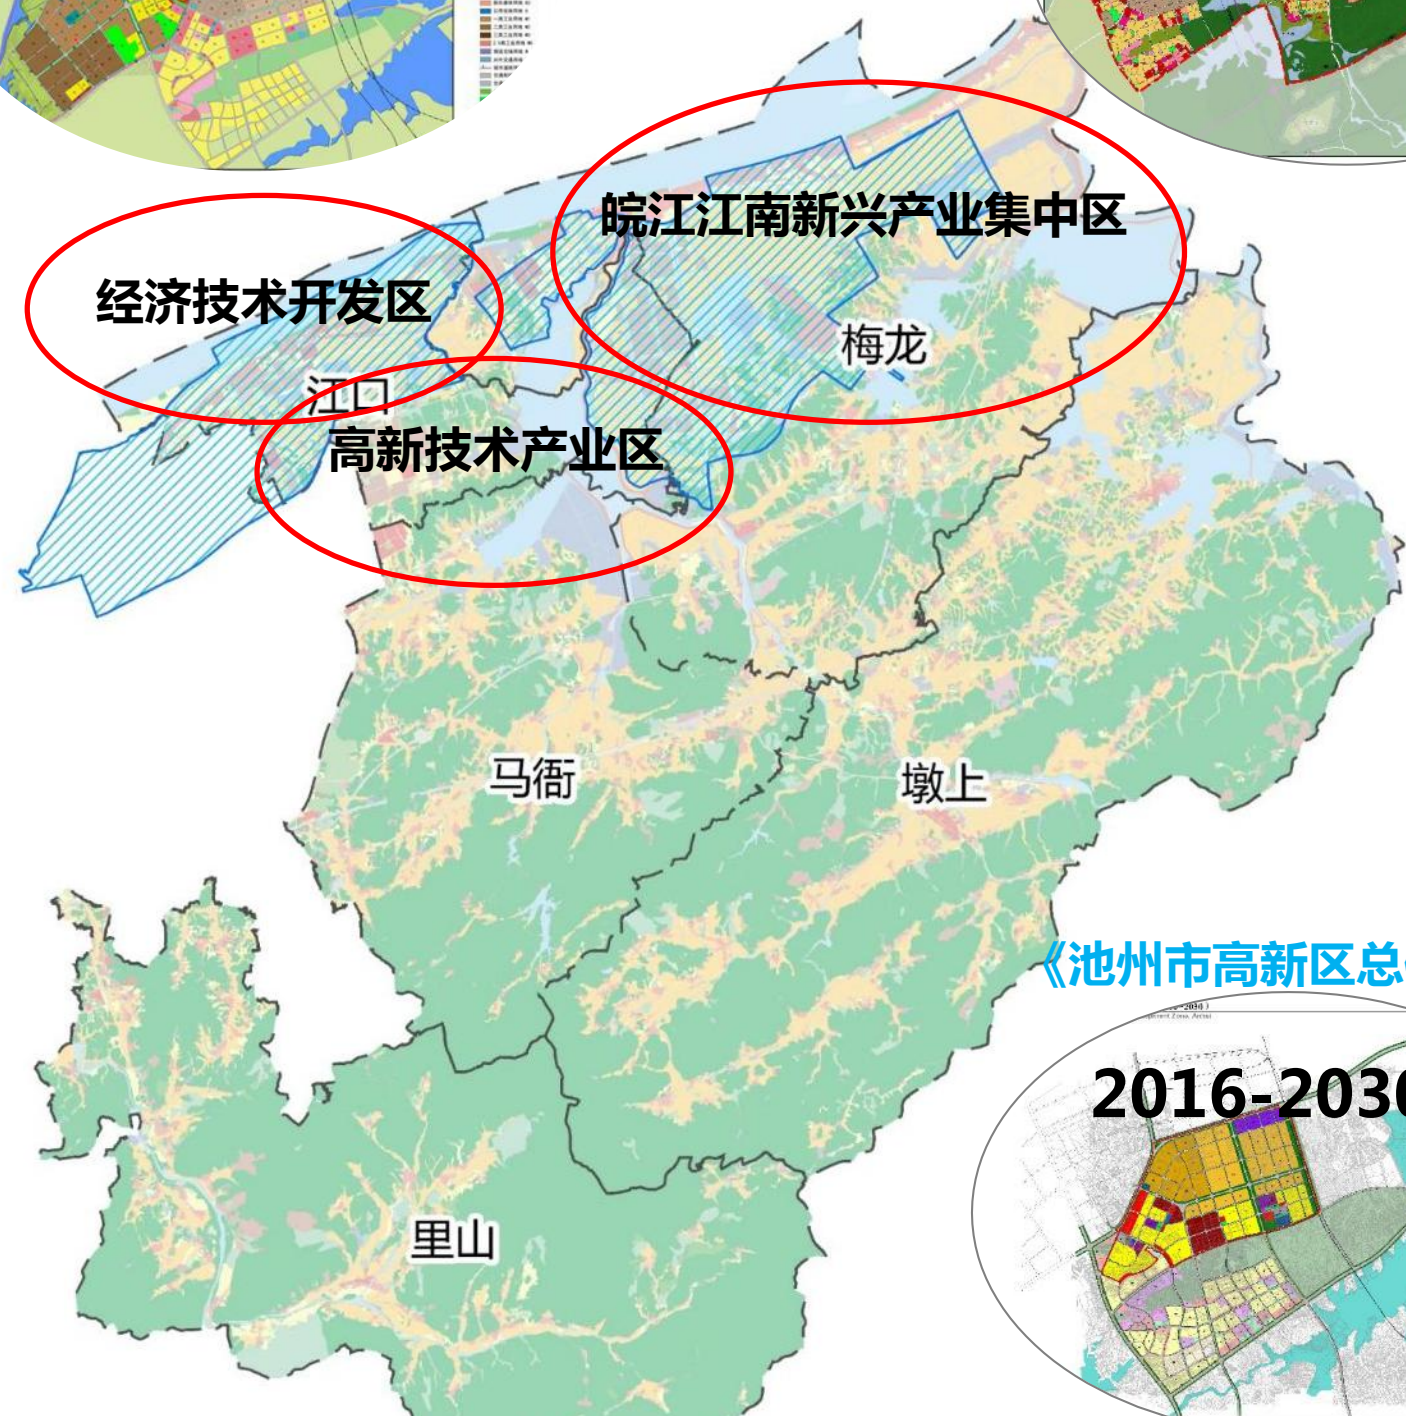 皖江江南新兴产业集中区
经济技术开发区
梅龙
江口
高新技术产业区
马衙
墩上
《池州市高新区总
2016-2030
里山